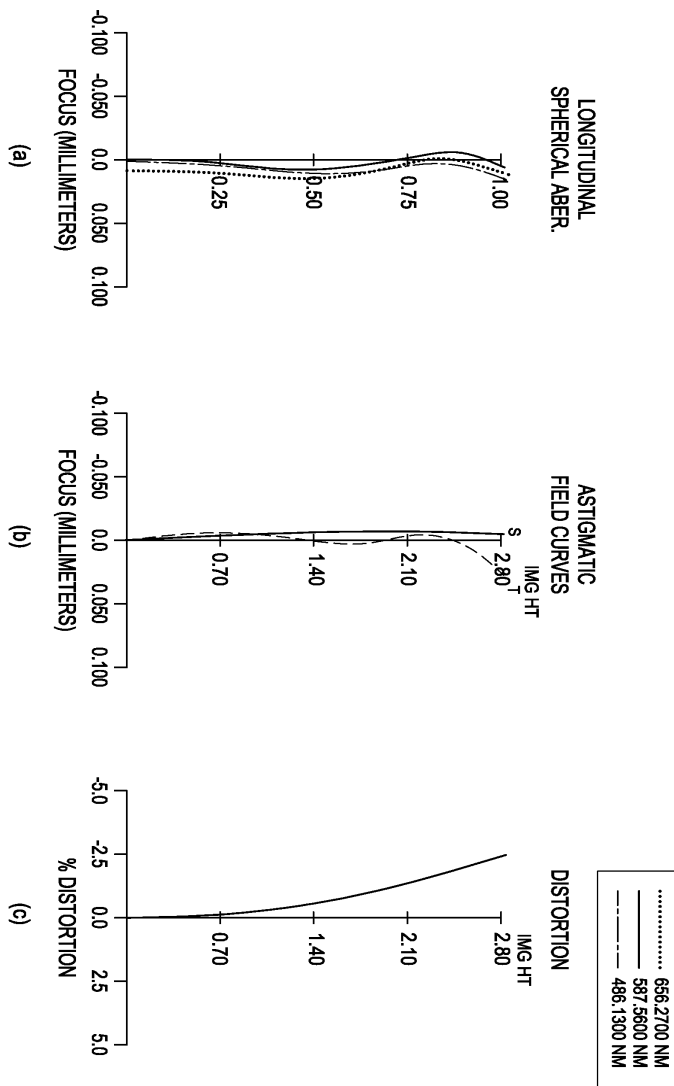 656.2700 NM
587.5600 NM
486.1300 NM
LONGITUDINAL
SPHERICAL ABER.
1.00
0.75
0.50
0.25
-0.100
-0.050
0.0
0.050
0.100
FOCUS (MILLIMETERS)
(a)
ASTIGMATIC
FIELD CURVES
S
T
IMG HT
2.80
2.10
1.40
0.70
-0.100
-0.050
0.0
0.050
0.100
FOCUS (MILLIMETERS)
(b)
DISTORTION
IMG HT
2.80
2.10
1.40
0.70
-5.0
-2.5
0.0
2.5
5.0
% DISTORTION
(c)